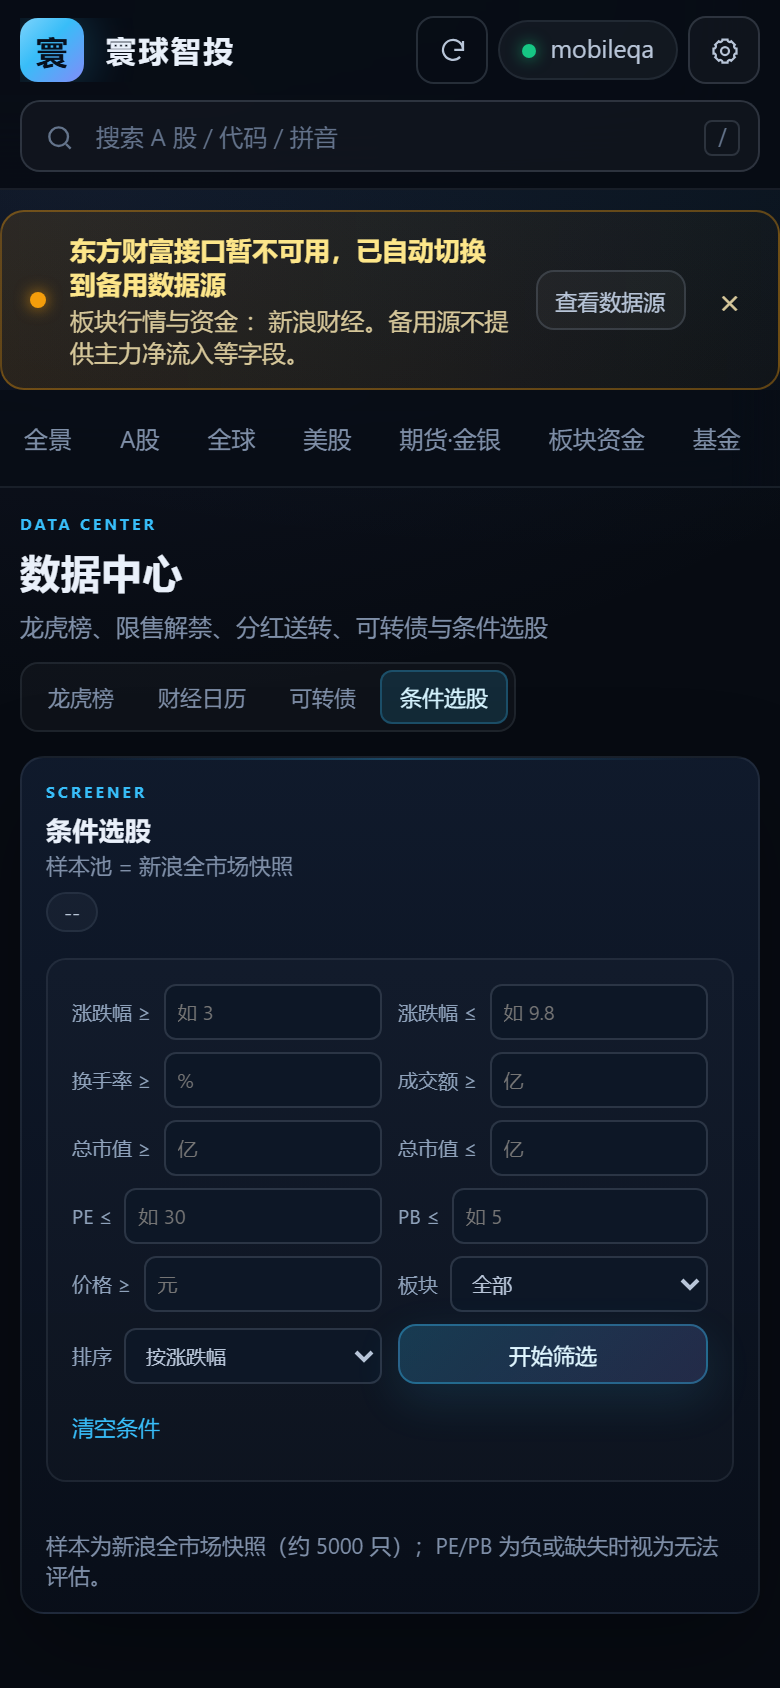 寰 寰球智投 mobileqa
搜索 A 股 / 代码 / 拼音 /
东方财富接口暂不可用，已自动切换
到备用数据源
板块行情与资金 ：新浪财经。备用源不提
供主力净流入等字段。
查看数据源 ×
全景 A股 全球 美股 期货·金银 板块资金 基金
DATA CENTER
数据中心
龙虎榜、限售解禁、分红送转、可转债与条件选股
龙虎榜 财经日历 可转债 条件选股
SCREENER
条件选股
样本池 = 新浪全市场快照
--
涨跌幅 ≥ 如 3 涨跌幅 ≤ 如 9.8
换手率 ≥ % 成交额 ≥ 亿
总市值 ≥ 亿 总市值 ≤ 亿
PE ≤ 如 30 PB ≤ 如 5
价格 ≥ 元 板块 全部
排序 按涨跌幅 开始筛选
清空条件
样本为新浪全市场快照（约 5000 只）；PE/PB 为负或缺失时视为无法
评估。